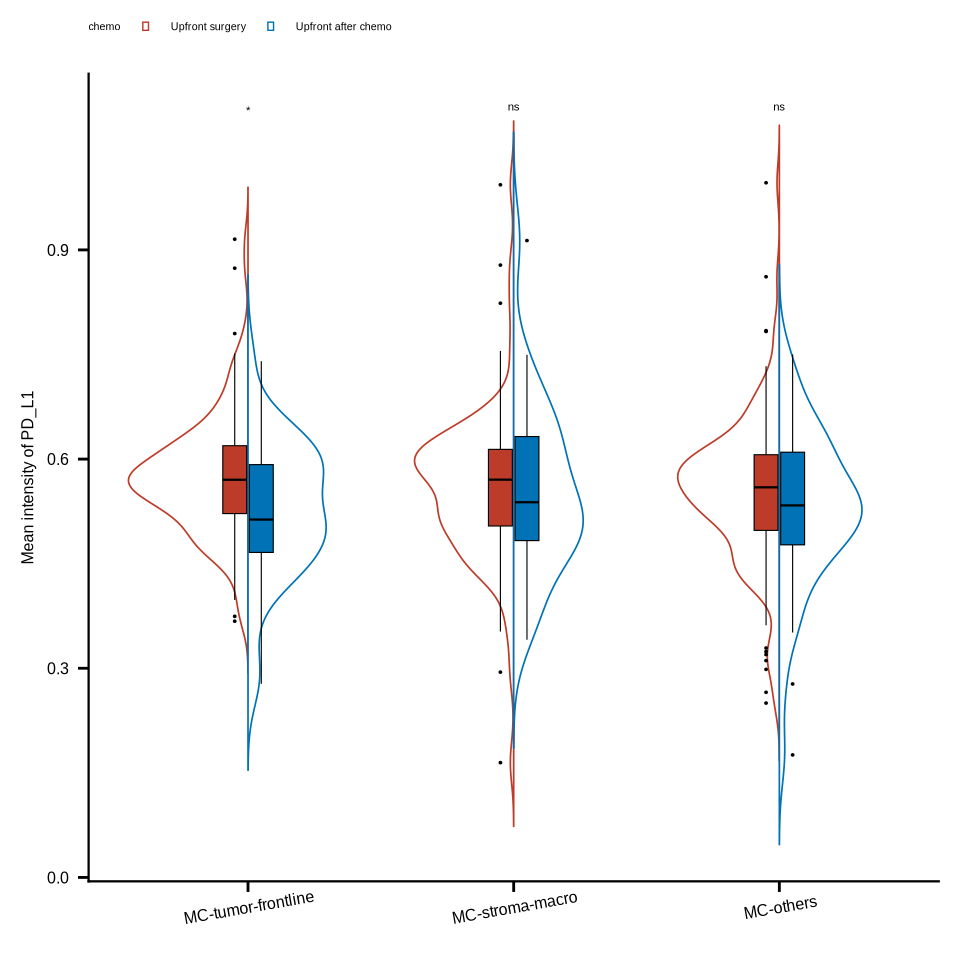 chemo Upfront surgery Upfront after chemo
* ns ns
0.9
0.6
0.3
0.0
Mean intensity of PD_L1
MC-tumor-frontline MC-stroma-macro MC-others